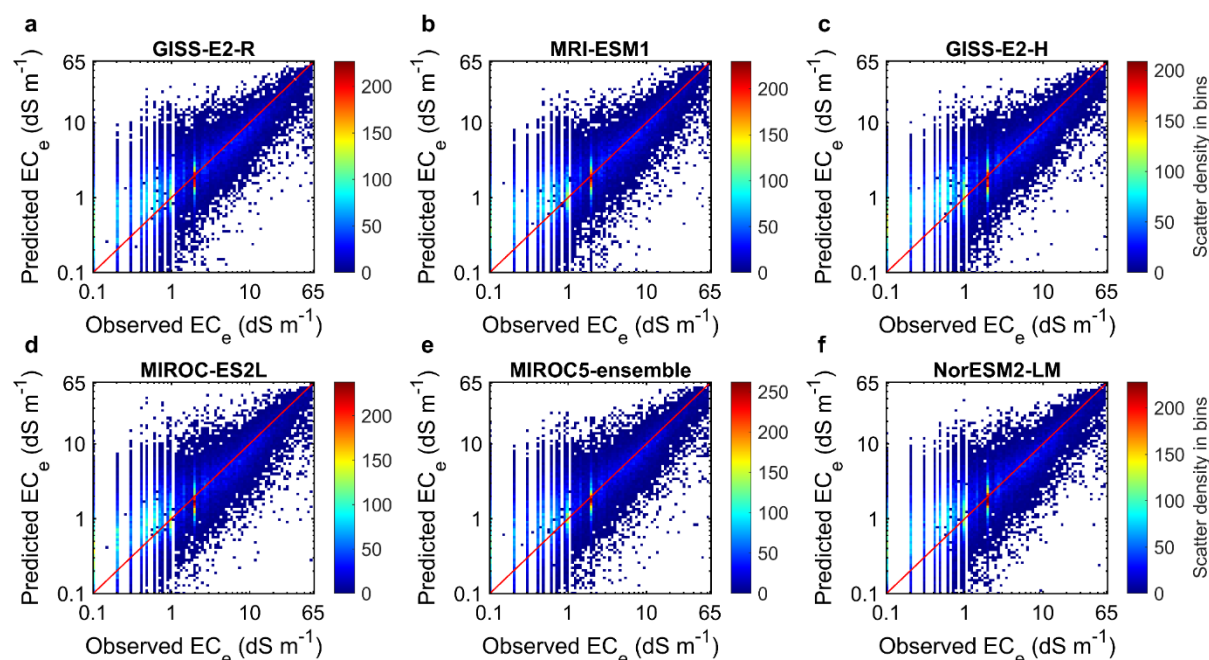 a
GISS-E2-R
Predicted EC_e (dS m^-1)
65
10
1
0.1
0.1 1 10 65
Observed EC_e (dS m^-1)
200
150
100
50
0
b
MRI-ESM1
Predicted EC_e (dS m^-1)
65
10
1
0.1
0.1 1 10 65
Observed EC_e (dS m^-1)
200
150
100
50
0
c
GISS-E2-H
Predicted EC_e (dS m^-1)
65
10
1
0.1
0.1 1 10 65
Observed EC_e (dS m^-1)
200
150
100
50
0
Scatter density in bins
d
MIROC-ES2L
Predicted EC_e (dS m^-1)
65
10
1
0.1
0.1 1 10 65
Observed EC_e (dS m^-1)
200
150
100
50
0
e
MIROC5-ensemble
Predicted EC_e (dS m^-1)
65
10
1
0.1
0.1 1 10 65
Observed EC_e (dS m^-1)
250
200
150
100
50
0
f
NorESM2-LM
Predicted EC_e (dS m^-1)
65
10
1
0.1
0.1 1 10 65
Observed EC_e (dS m^-1)
200
150
100
50
0
Scatter density in bins